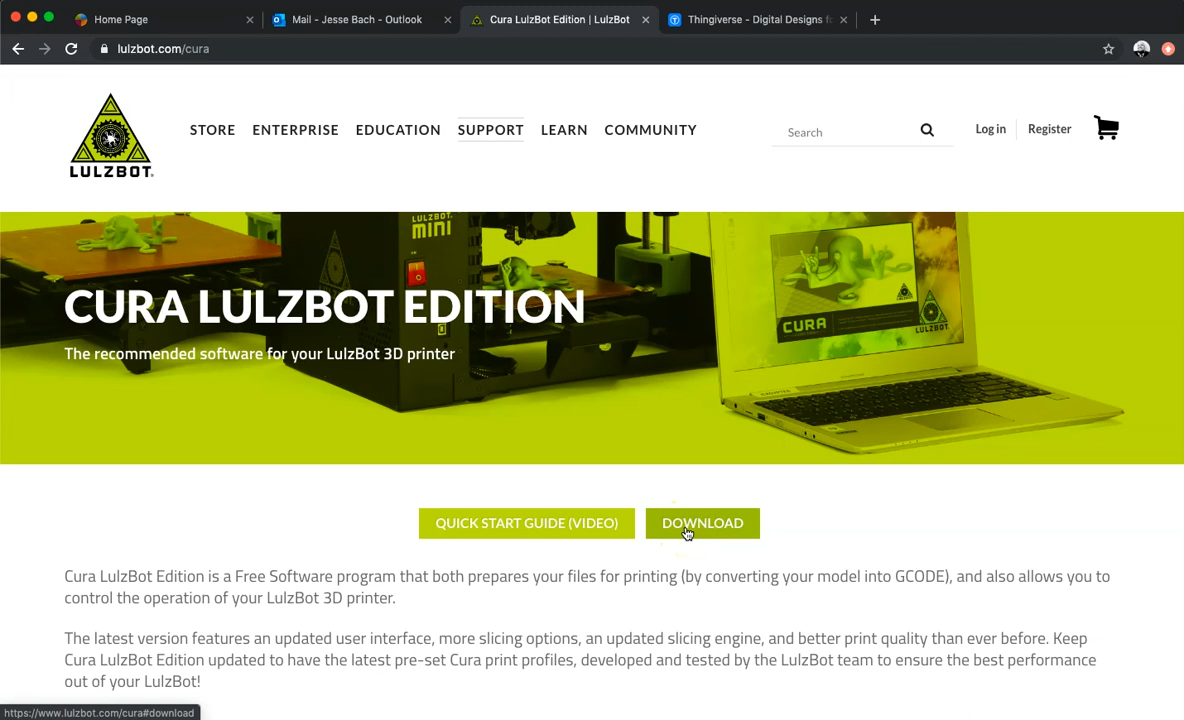 Home Page
Mail - Jesse Bach - Outlook
Cura LulzBot Edition | LulzBot
Thingiverse - Digital Designs fo
lulzbot.com/cura
LULZBOT
STORE ENTERPRISE EDUCATION SUPPORT LEARN COMMUNITY
Search
Log in
Register
LULZBOT
MINI
CURA
LULZBOT
CURA LULZBOT EDITION
The recommended software for your LulzBot 3D printer
QUICK START GUIDE (VIDEO)
DOWNLOAD
Cura LulzBot Edition is a Free Software program that both prepares your files for printing (by converting your model into GCODE), and also allows you to
control the operation of your LulzBot 3D printer.
The latest version features an updated user interface, more slicing options, an updated slicing engine, and better print quality than ever before. Keep
Cura LulzBot Edition updated to have the latest pre-set Cura print profiles, developed and tested by the LulzBot team to ensure the best performance
out of your LulzBot!
https://www.lulzbot.com/cura#download